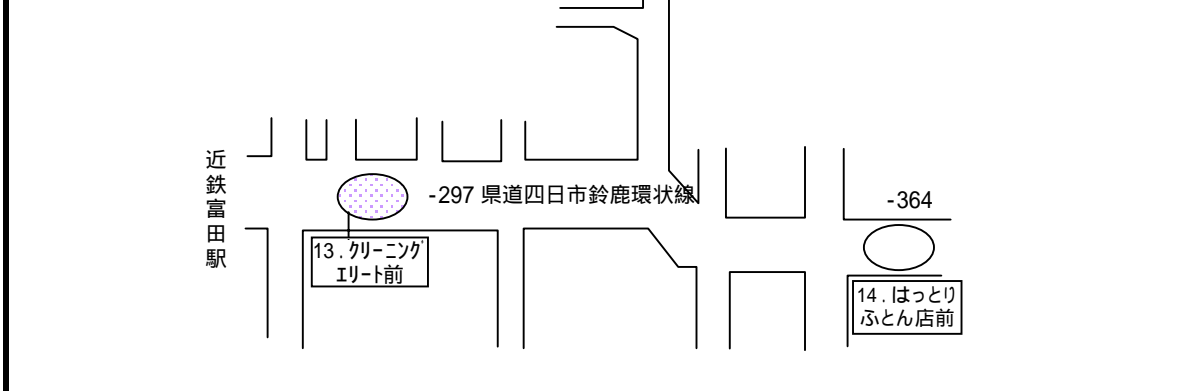 近鉄富田駅
-297 県道四日市鈴鹿環状線
-364
13.ｸﾘｰﾆﾝｸﾞ
ｴﾘｰﾄ前
14.はっとり
ふとん店前